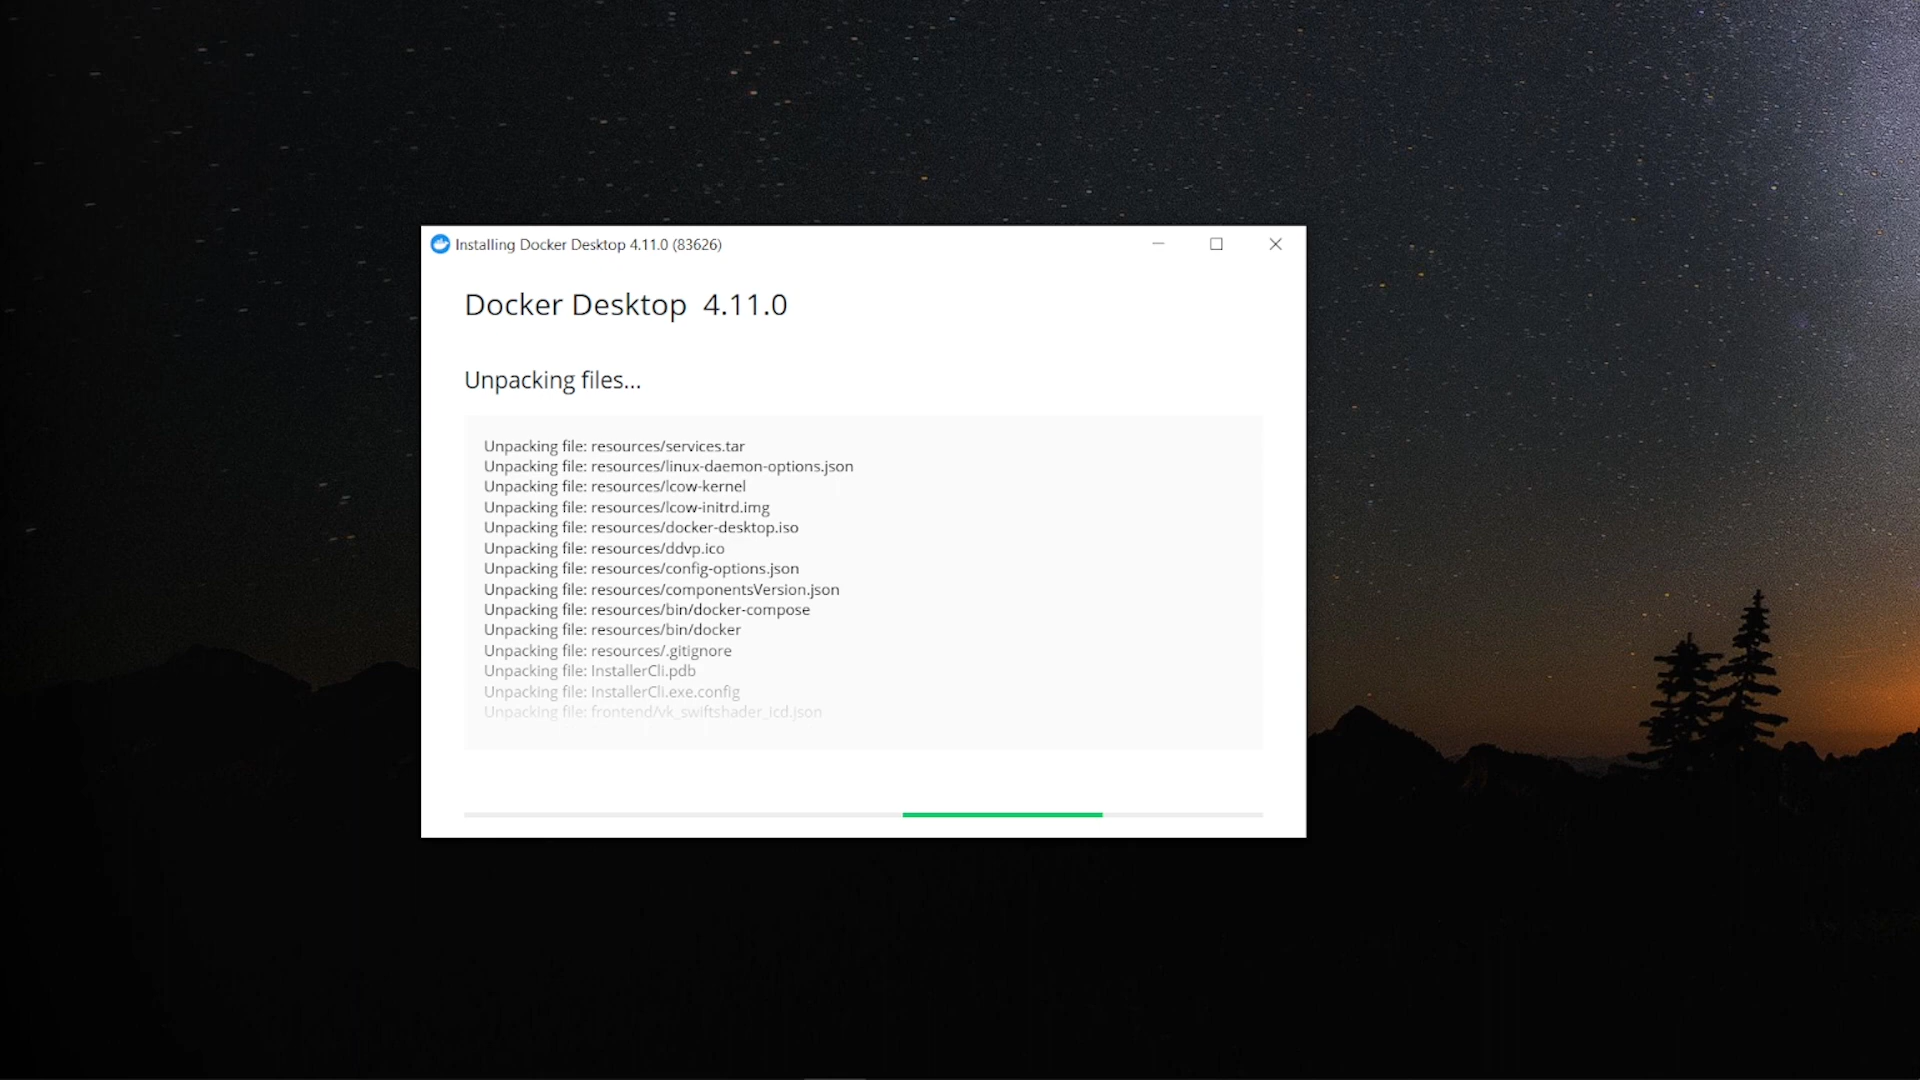 Installing Docker Desktop 4.11.0 (83626)
Docker Desktop 4.11.0
Unpacking files...
Unpacking file: resources/services.tar
Unpacking file: resources/linux-daemon-options.json
Unpacking file: resources/lcow-kernel
Unpacking file: resources/lcow-initrd.img
Unpacking file: resources/docker-desktop.iso
Unpacking file: resources/ddvp.ico
Unpacking file: resources/config-options.json
Unpacking file: resources/componentsVersion.json
Unpacking file: resources/bin/docker-compose
Unpacking file: resources/bin/docker
Unpacking file: resources/.gitignore
Unpacking file: InstallerCli.pdb
Unpacking file: InstallerCli.exe.config
Unpacking file: frontend/vk_swiftshader_icd.json